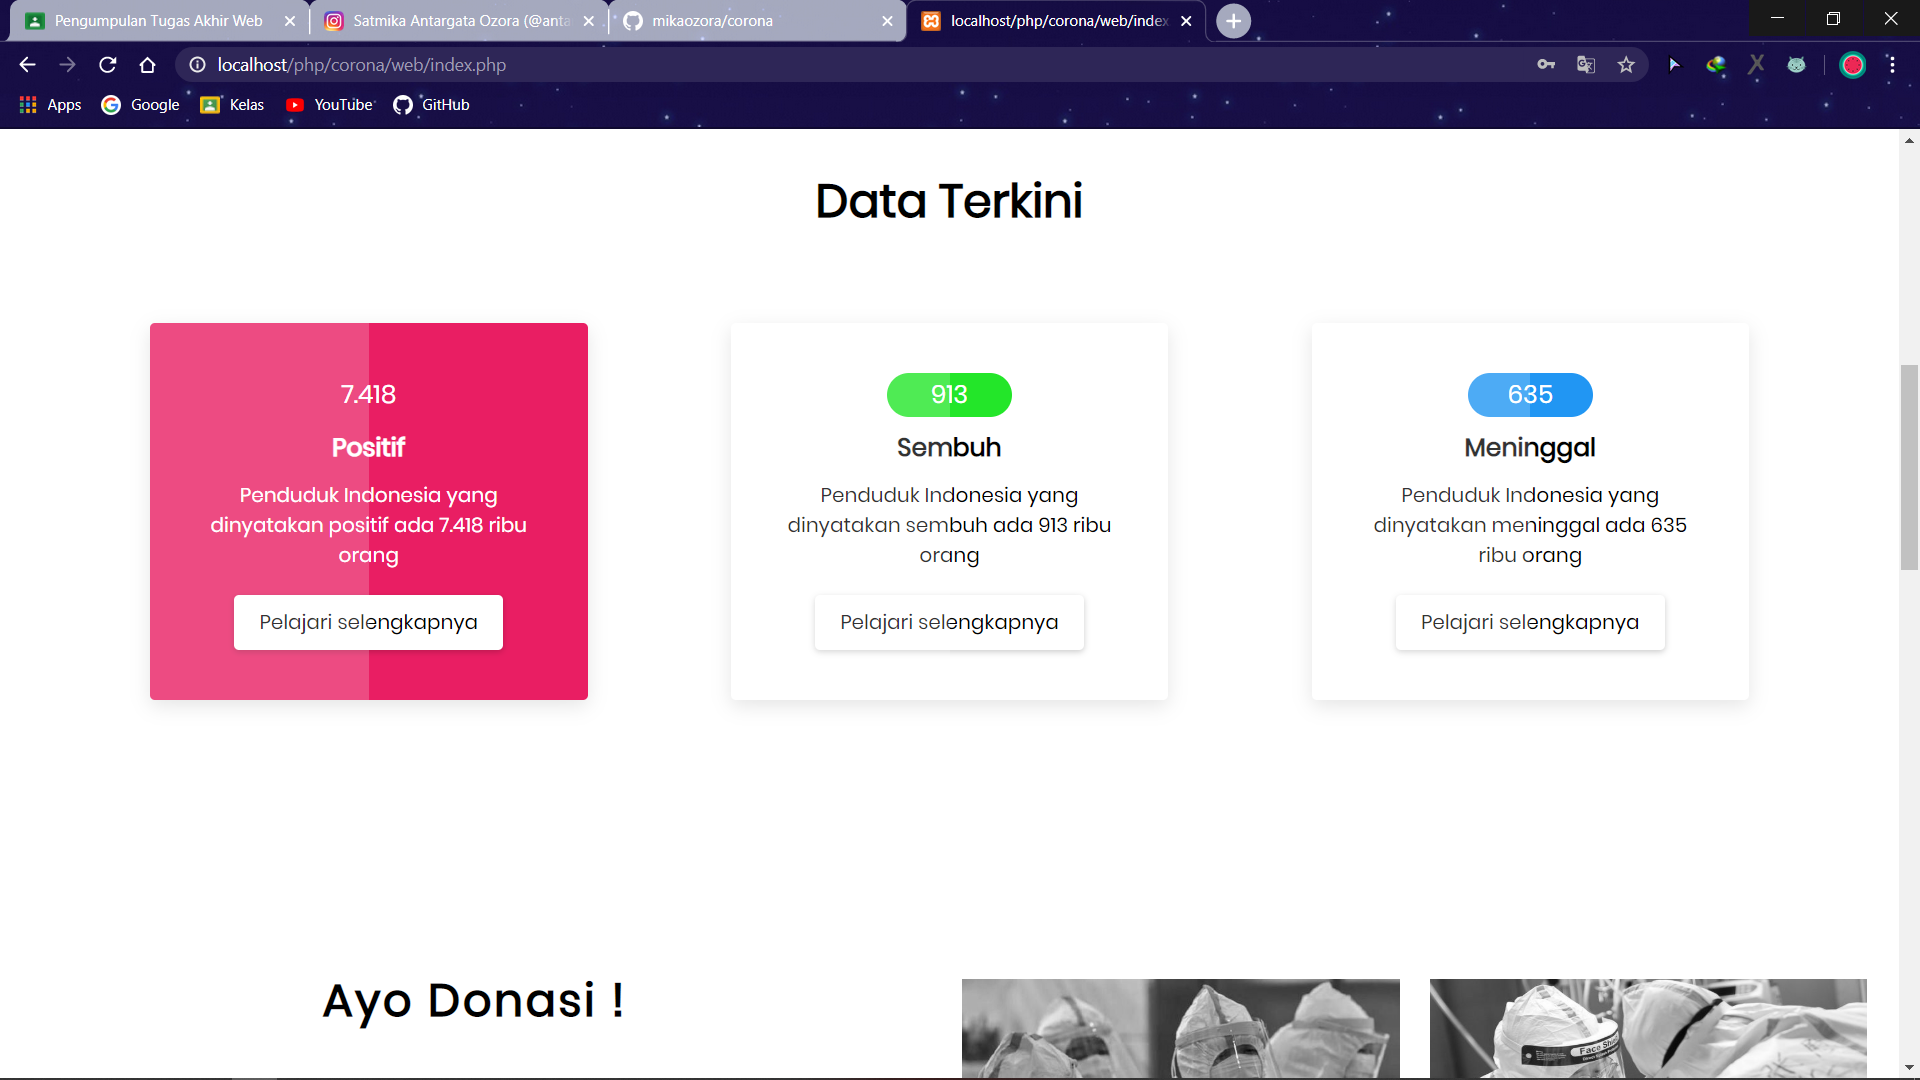 Pengumpulan Tugas Akhir Web
Satmika Antargata Ozora (@anta
mikaozora/corona
localhost/php/corona/web/index
localhost/php/corona/web/index.php
Apps
Google
Kelas
YouTube
GitHub
Data Terkini
7.418
Positif
Penduduk Indonesia yang
dinyatakan positif ada 7.418 ribu
orang
Pelajari selengkapnya
913
Sembuh
Penduduk Indonesia yang
dinyatakan sembuh ada 913 ribu
orang
Pelajari selengkapnya
635
Meninggal
Penduduk Indonesia yang
dinyatakan meninggal ada 635
ribu orang
Pelajari selengkapnya
Ayo Donasi !